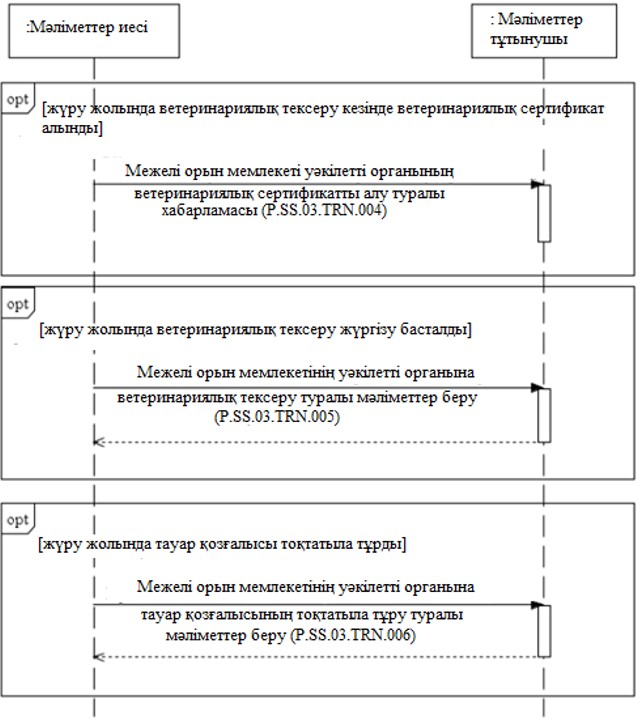 :Мәліметтер иесі
: Мәліметтер
тұтынушы
opt
[жүру жолында ветеринариялық тексеру кезінде ветеринариялық сертификат
алынды]
Межелі орын мемлекеті уәкілетті органының
ветеринариялық сертификатты алу туралы
хабарламасы (P.SS.03.TRN.004)
opt
[жүру жолында ветеринариялық тексеру жүргізу басталды]
Межелі орын мемлекетінің уәкілетті органына
ветеринариялық тексеру туралы мәліметтер беру
(P.SS.03.TRN.005)
opt
[жүру жолында тауар қозғалысы тоқтатыла тұрды]
Межелі орын мемлекетінің уәкілетті органына
тауар қозғалысының тоқтатыла тұру туралы
мәліметтер беру (P.SS.03.TRN.006)